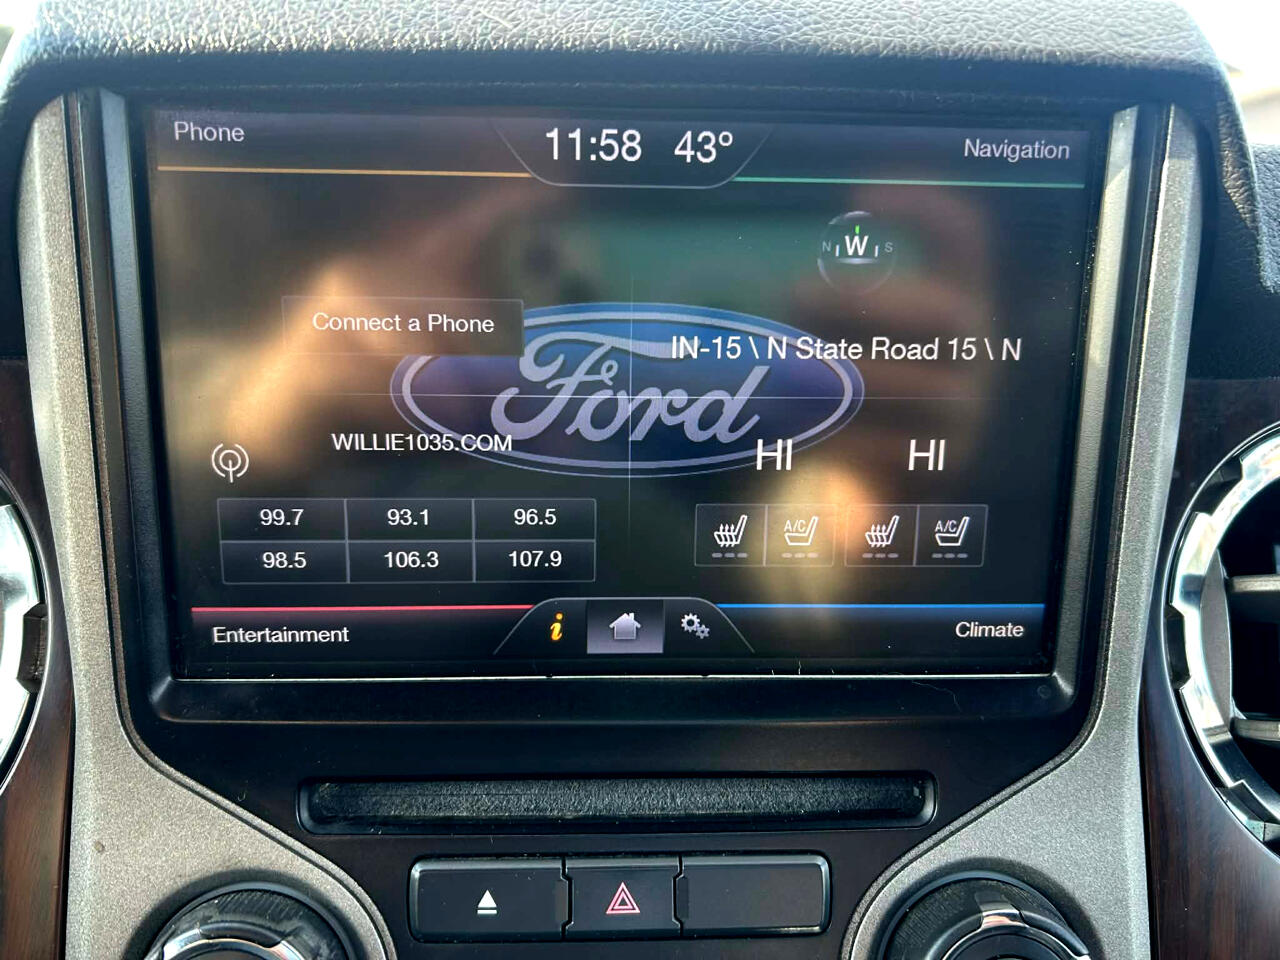 Phone
11:58 43°
Navigation
N W S
Connect a Phone
Ford
IN-15 \ N State Road 15 \ N
WILLIE1035.COM
HI HI
99.7 93.1 96.5
98.5 106.3 107.9
A/C A/C
Entertainment
i
Climate